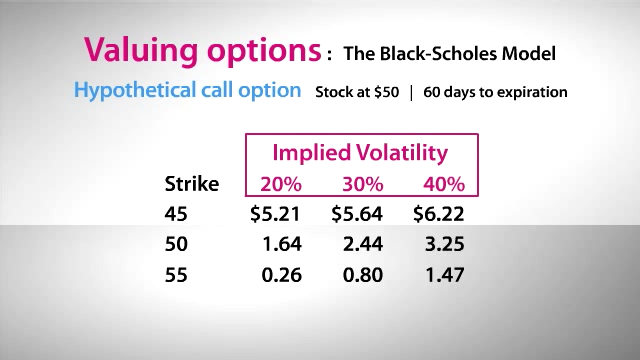 Valuing options : The Black-Scholes Model
Hypothetical call option Stock at $50 | 60 days to expiration
Implied Volatility
Strike 20% 30% 40%
45 $5.21 $5.64 $6.22
50 1.64 2.44 3.25
55 0.26 0.80 1.47